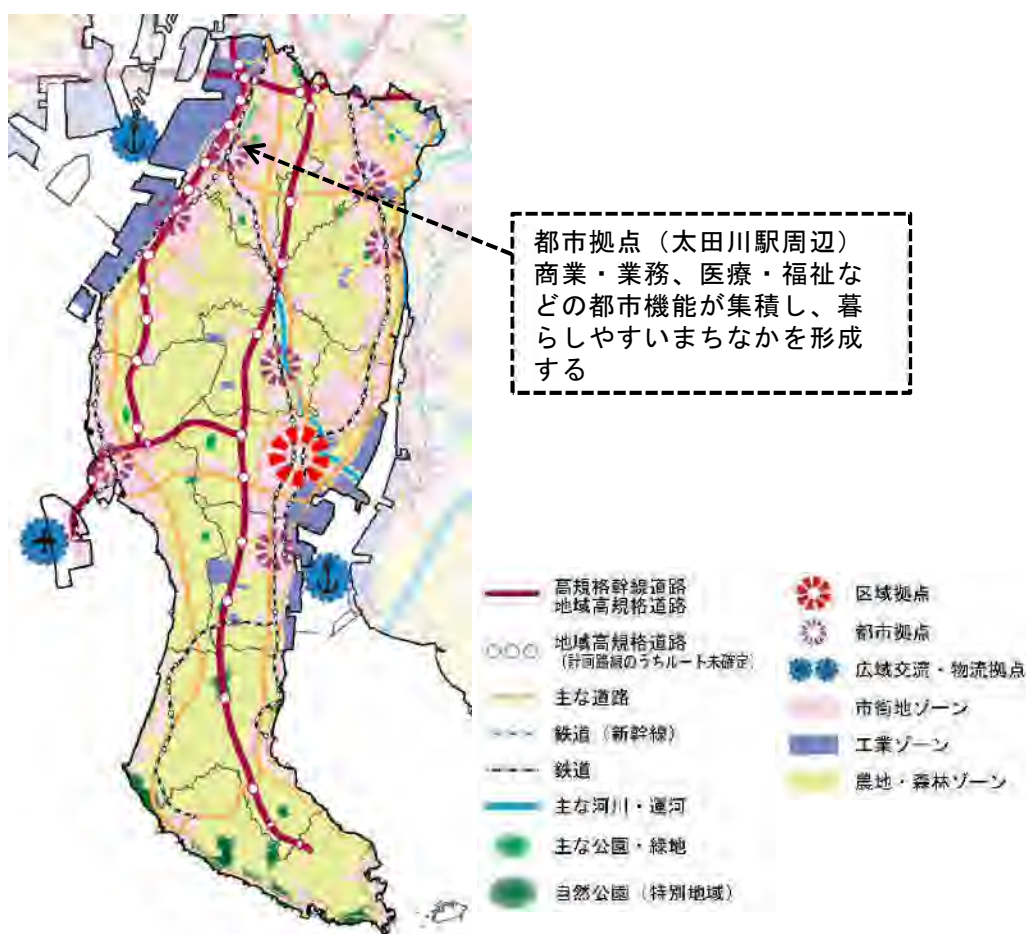 都市拠点（太田川駅周辺）
商業・業務、医療・福祉な
どの都市機能が集積し、暮
らしやすいまちなかを形成
する
高規格幹線道路
地域高規格道路
地域高規格道路
（計画路線のうちルート未確定）
主な道路
鉄道（新幹線）
鉄道
主な河川・運河
主な公園・緑地
自然公園（特別地域）
区域拠点
都市拠点
広域交流・物流拠点
市街地ゾーン
工業ゾーン
農地・森林ゾーン